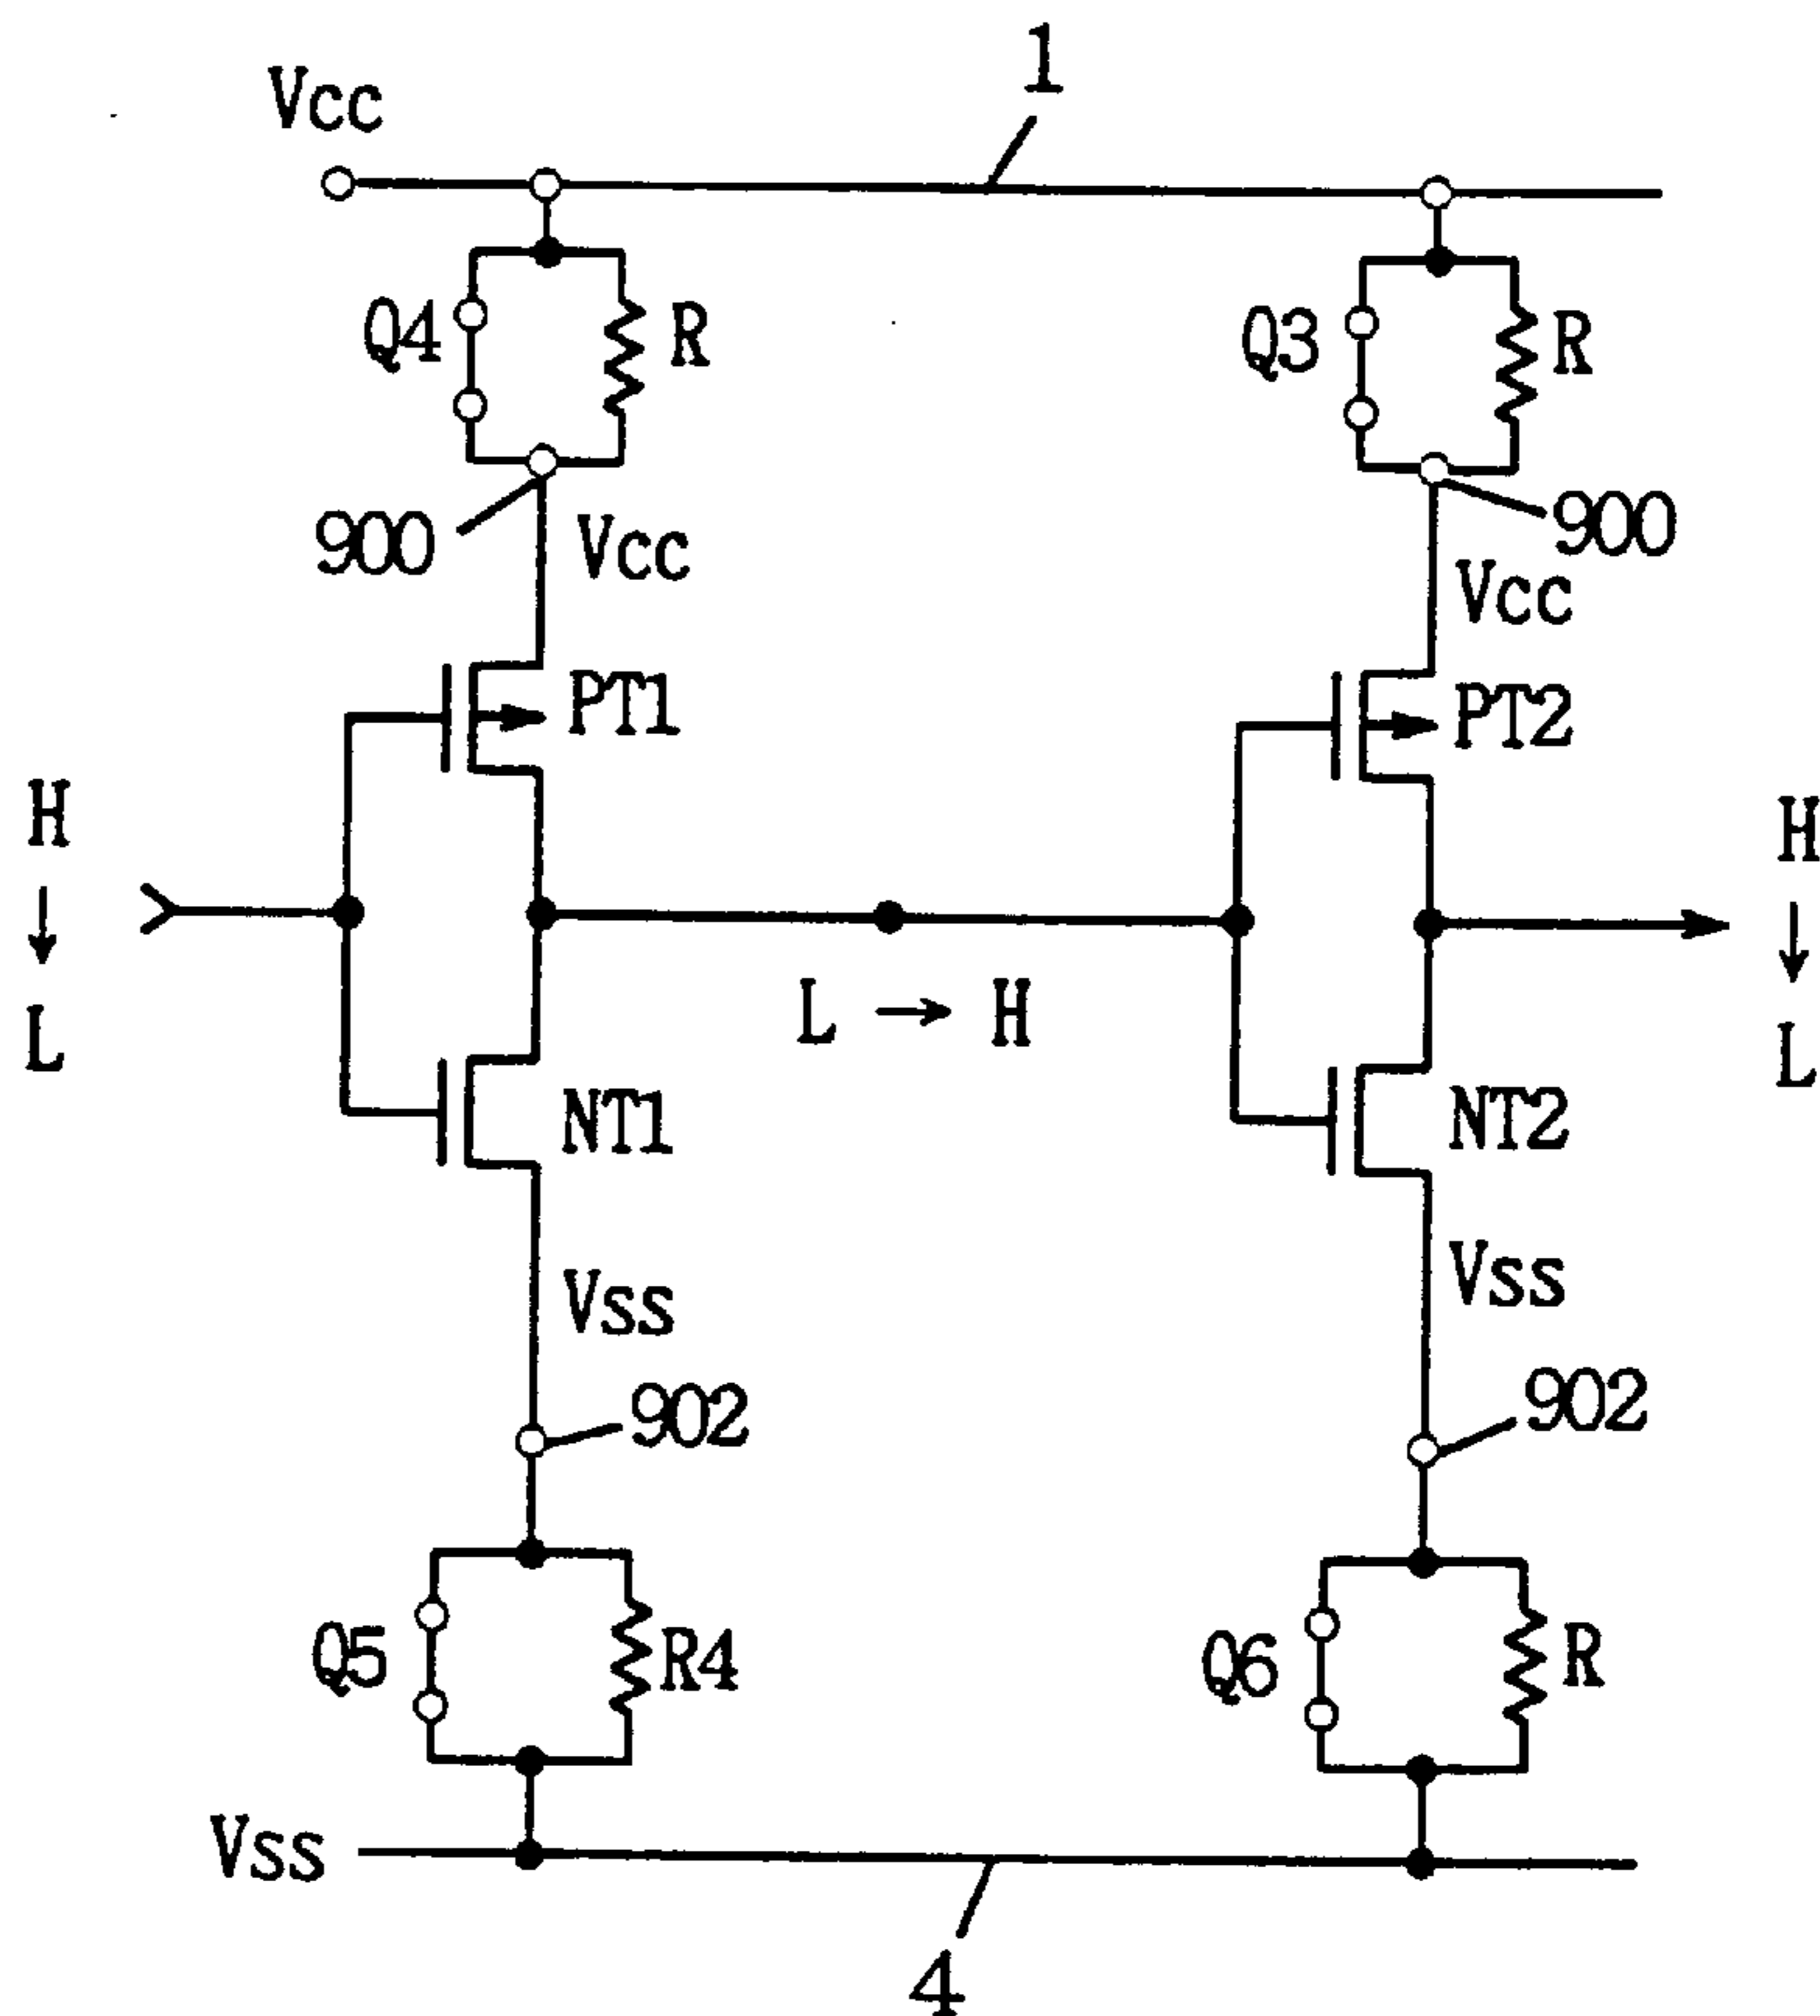 1
Vcc
Q4
R
Q3
R
900
Vcc
900
Vcc
PT1
PT2
H
↓
L
H
↓
L
L → H
NT1
NT2
Vss
Vss
902
902
Q5
R4
Q6
R
Vss
4